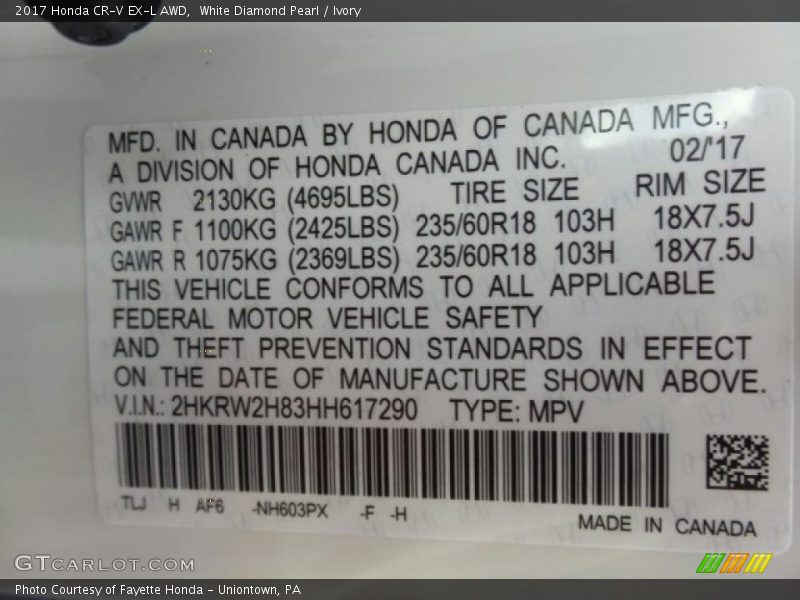 2017 Honda CR-V EX-L AWD,  White Diamond Pearl / Ivory
MFD. IN CANADA BY HONDA OF CANADA MFG.,
A DIVISION OF HONDA CANADA INC. 02/'17
GVWR 2130KG (4695LBS) TIRE SIZE RIM SIZE
GAWR F 1100KG (2425LBS) 235/60R18 103H 18X7.5J
GAWR R 1075KG (2369LBS) 235/60R18 103H 18X7.5J
THIS VEHICLE CONFORMS TO ALL APPLICABLE
FEDERAL MOTOR VEHICLE SAFETY
AND THEFT PREVENTION STANDARDS IN EFFECT
ON THE DATE OF MANUFACTURE SHOWN ABOVE.
V.I.N.: 2HKRW2H83HH617290 TYPE: MPV
TLJ H AF6 -NH603PX -F -H
MADE IN CANADA
GTCARLOT.COM
Photo Courtesy of Fayette Honda - Uniontown, PA